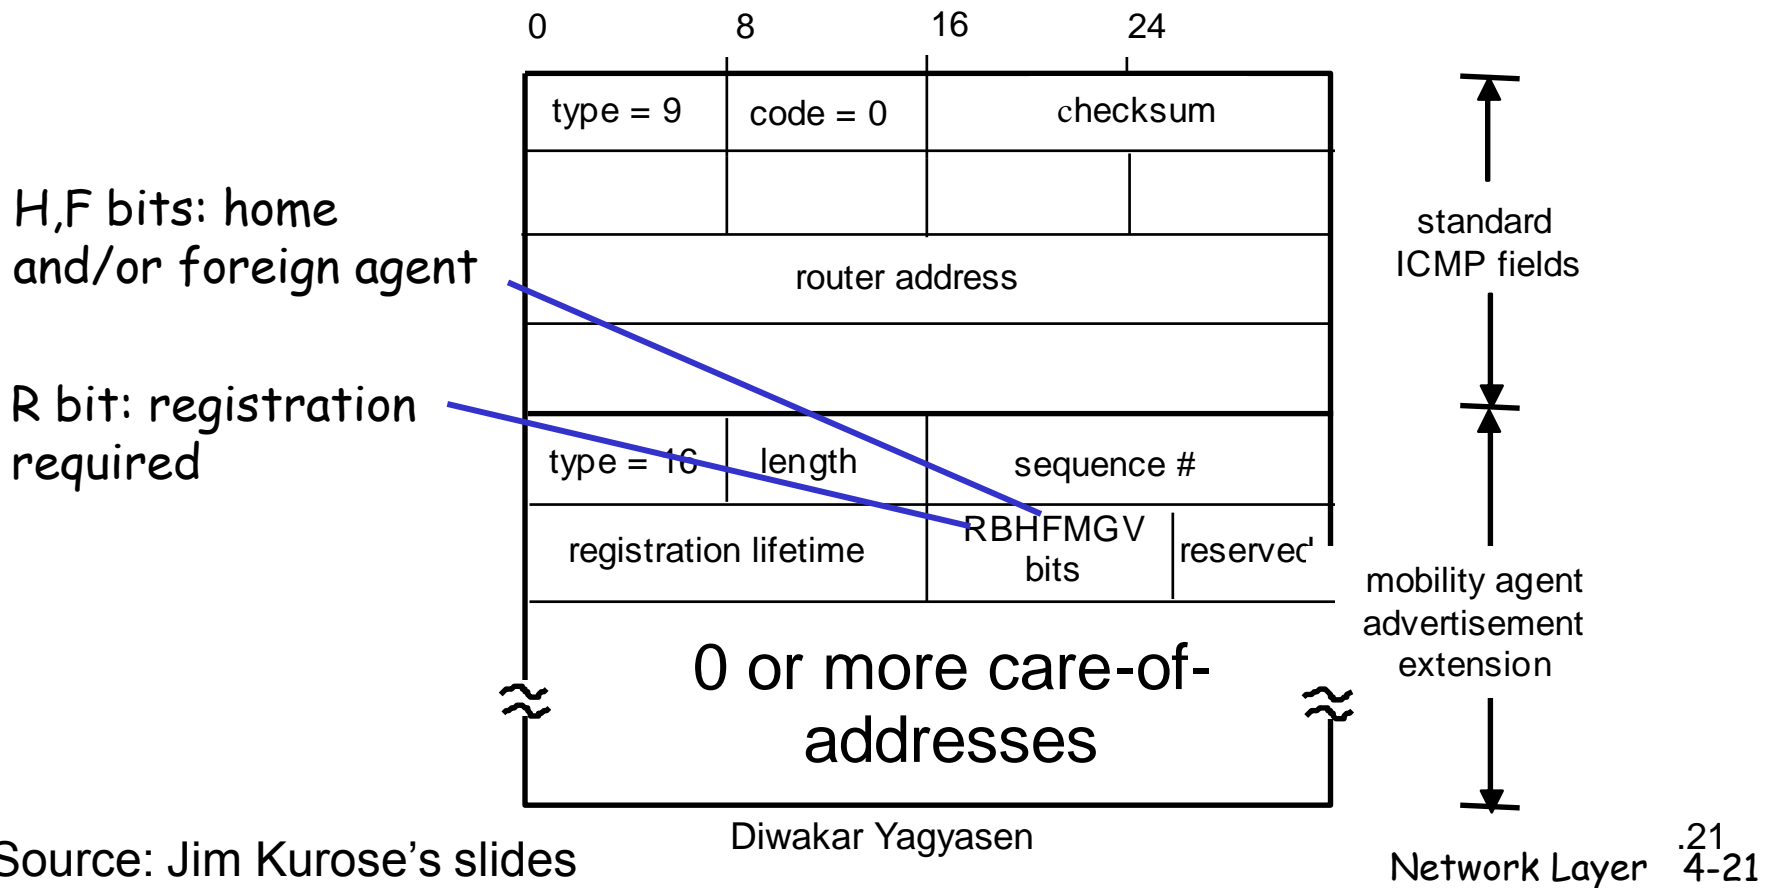 0 8 16 24
type = 9 code = 0 checksum
H,F bits: home
and/or foreign agent
standard
ICMP fields
router address
R bit: registration
required
type = 16 length sequence #
RBHFMGV
bits
registration lifetime
mobility agent
advertisement
extension
0 or more care-of-
addresses
Diwakar Yagyasen
Source: Jim Kurose’s slides
.21
Network Layer 4-21